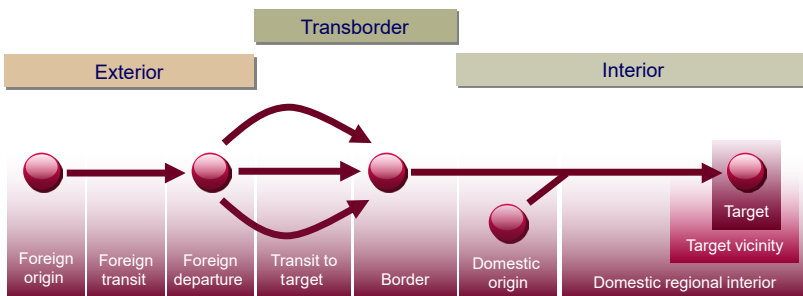 Transborder
Exterior
Interior
Foreign
origin
Foreign
transit
Foreign
departure
Transit to
target
Border
Domestic
origin
Target
Target vicinity
Domestic regional interior